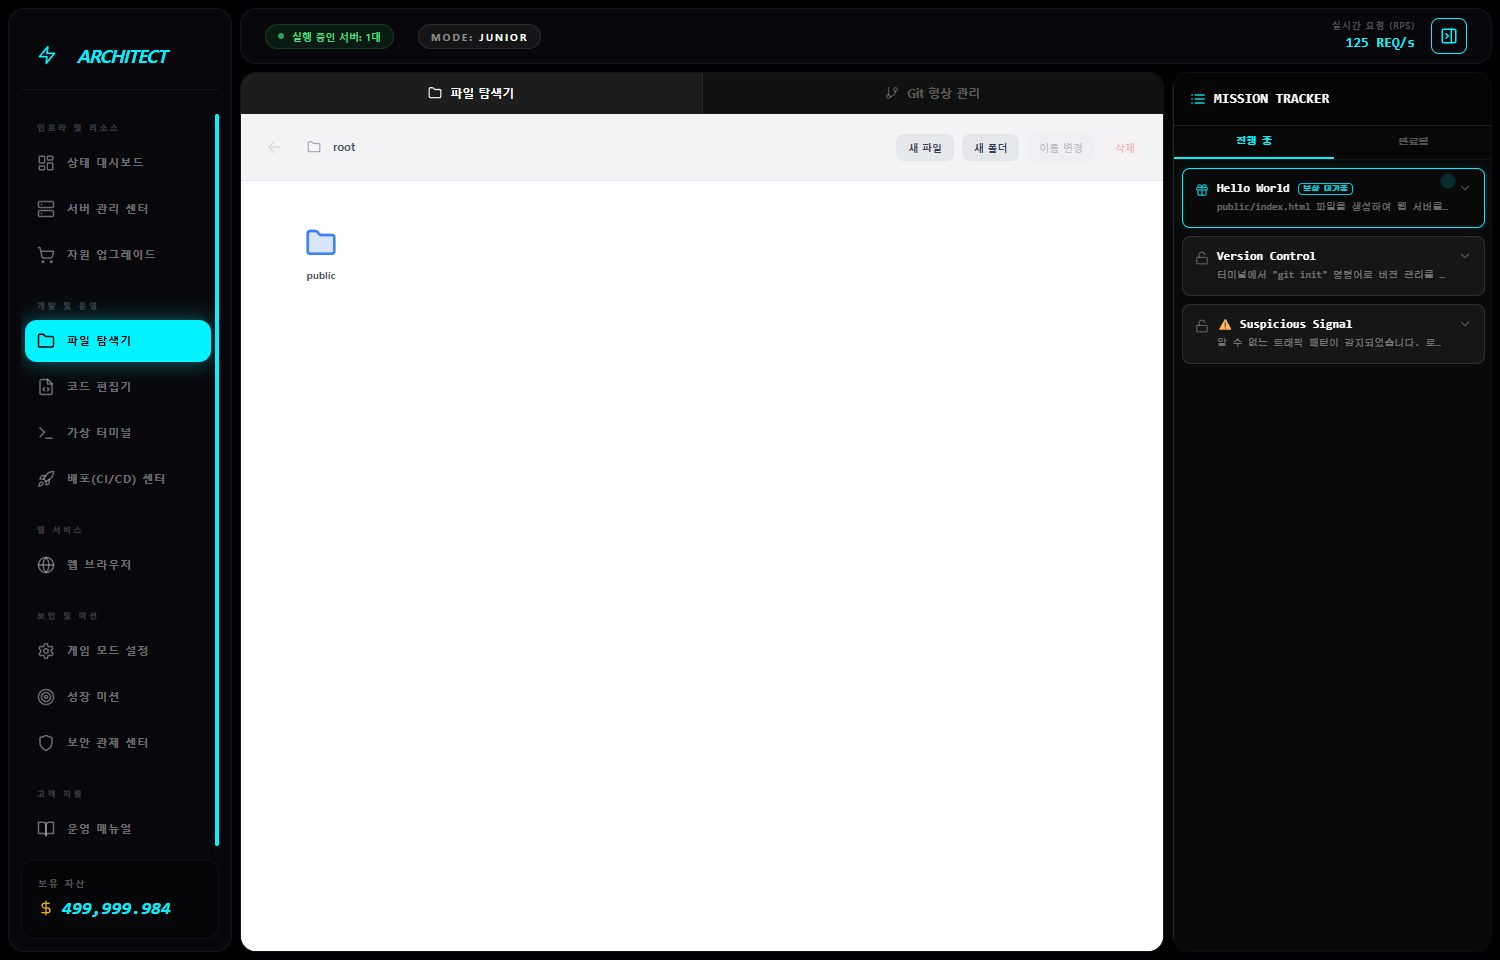 ARCHITECT
인프라 및 리소스
상태 대시보드
서버 관리 센터
자원 업그레이드
개발 및 운영
파일 탐색기
코드 편집기
가상 터미널
배포(CI/CD) 센터
웹 서비스
웹 브라우저
보안 및 미션
게임 모드 설정
성장 미션
보안 관제 센터
고객 지원
운영 매뉴얼
보유 자산
$ 499,999.984
실행 중인 서버: 1대
MODE: JUNIOR
실시간 요청 (RPS)
125 REQ/s
파일 탐색기
Git 형상 관리
root
새 파일
새 폴더
이름 변경
삭제
public
MISSION TRACKER
진행 중
완료됨
Hello World 보상 대기중
public/index.html 파일을 생성하여 웹 서버를…
Version Control
터미널에서 "git init" 명령어로 버전 관리를 …
Suspicious Signal
알 수 없는 트래픽 패턴이 감지되었습니다. 로…